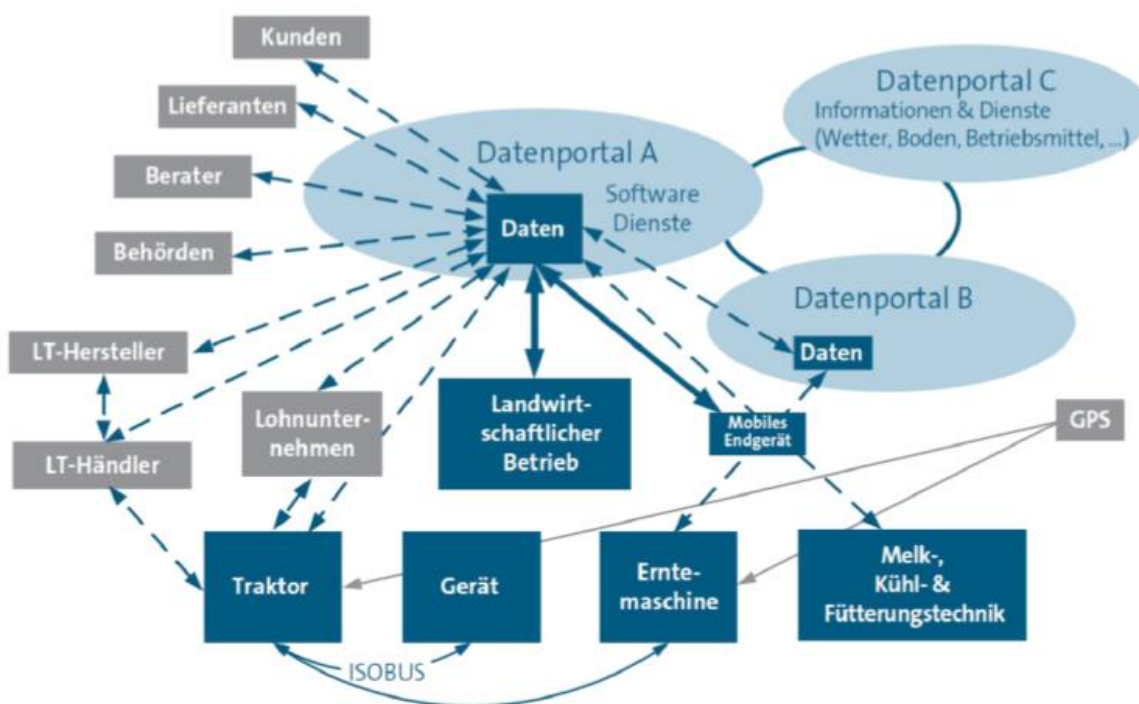 Kunden
Lieferanten
Berater
Behörden
LT-Hersteller
LT-Händler
Lohnunter-
nehmen
Datenportal A
Software
Dienste
Daten
Datenportal C
Informationen & Dienste
(Wetter, Boden, Betriebsmittel, ...)
Datenportal B
Daten
Landwirt-
schaftlicher
Betrieb
Mobiles
Endgerät
GPS
Traktor
Gerät
Ernte-
maschine
Melk-,
Kühl- &
Fütterungstechnik
ISOBUS